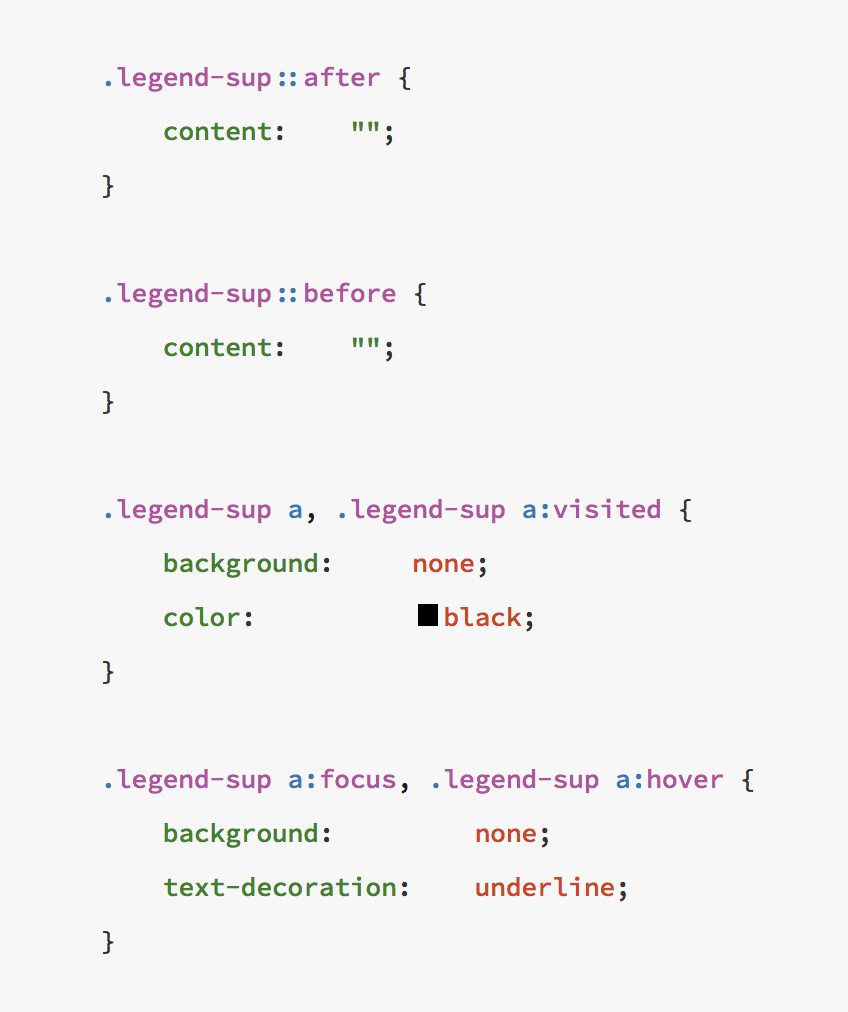 .legend-sup::after {
    content:    "";
}
.legend-sup::before {
    content:    "";
}
.legend-sup a, .legend-sup a:visited {
    background:     none;
    color:          black;
}
.legend-sup a:focus, .legend-sup a:hover {
    background:         none;
    text-decoration:    underline;
}